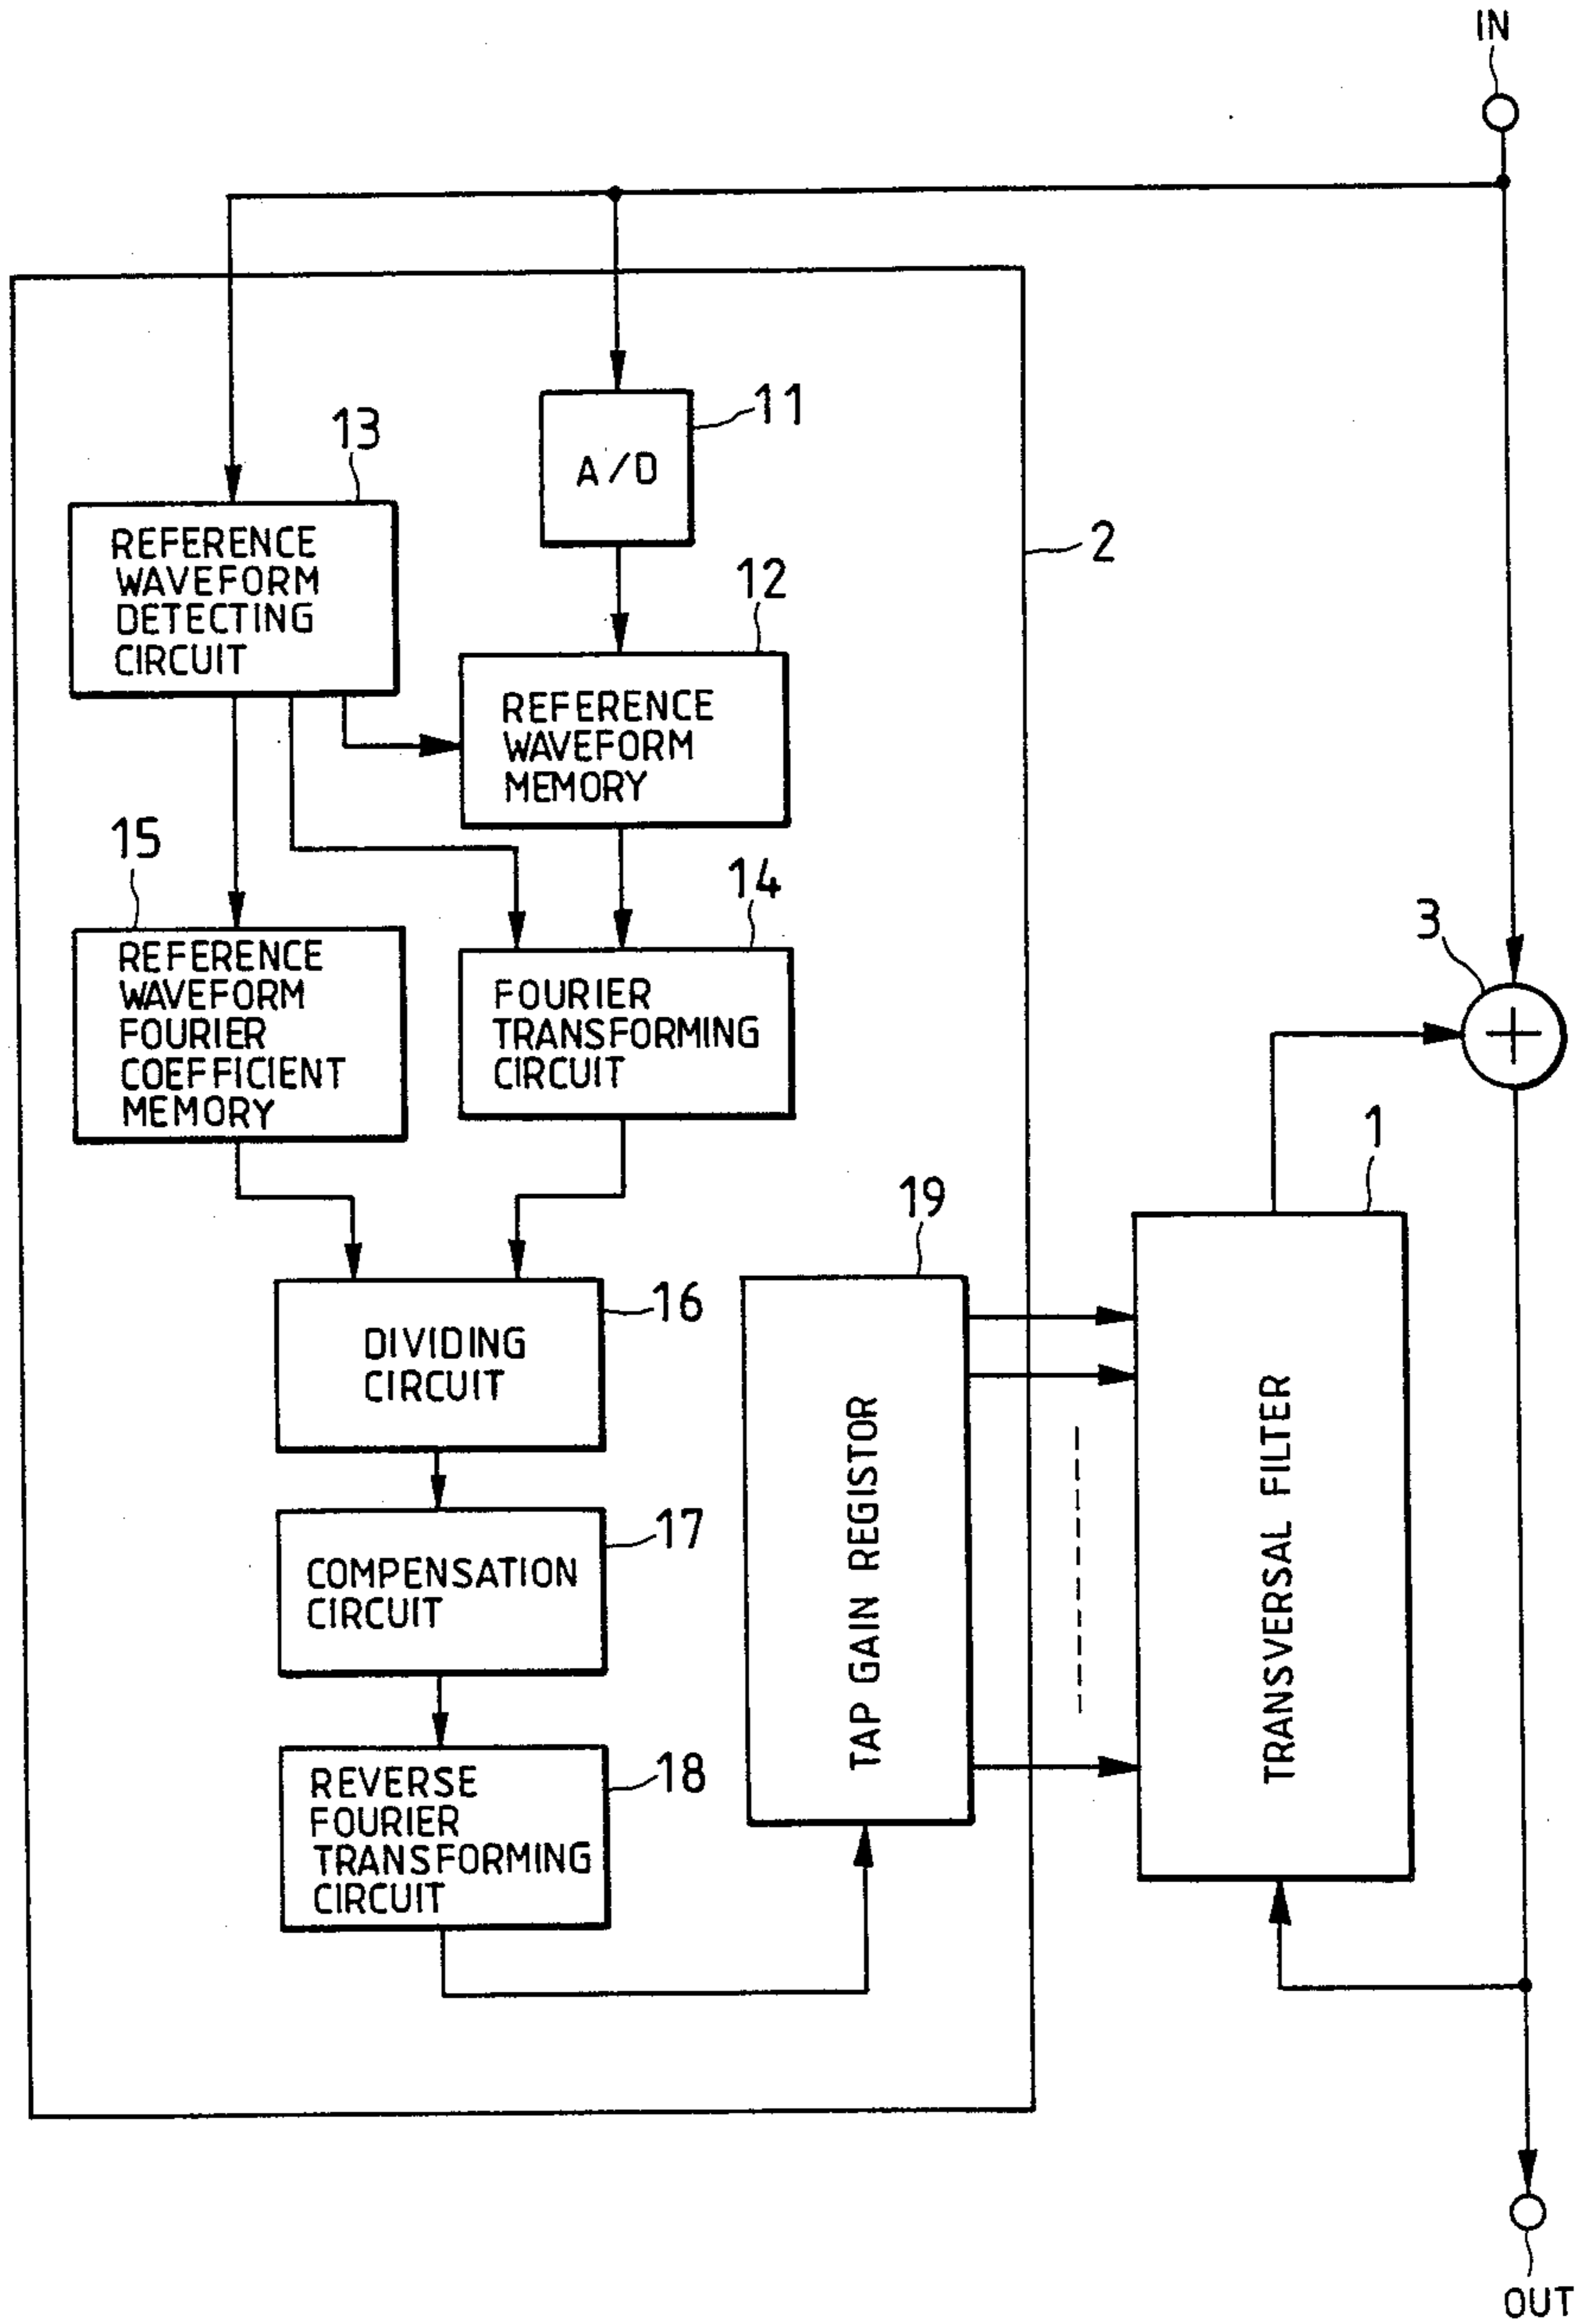 IN
11
A/D
13
REFERENCE
WAVEFORM
DETECTING
CIRCUIT
2
12
REFERENCE
WAVEFORM
MEMORY
15
REFERENCE
WAVEFORM
FOURIER
COEFFICIENT
MEMORY
14
FOURIER
TRANSFORMING
CIRCUIT
3
1
19
16
DIVIDING
CIRCUIT
TAP GAIN REGISTOR
TRANSVERSAL FILTER
17
COMPENSATION
CIRCUIT
18
REVERSE
FOURIER
TRANSFORMING
CIRCUIT
OUT